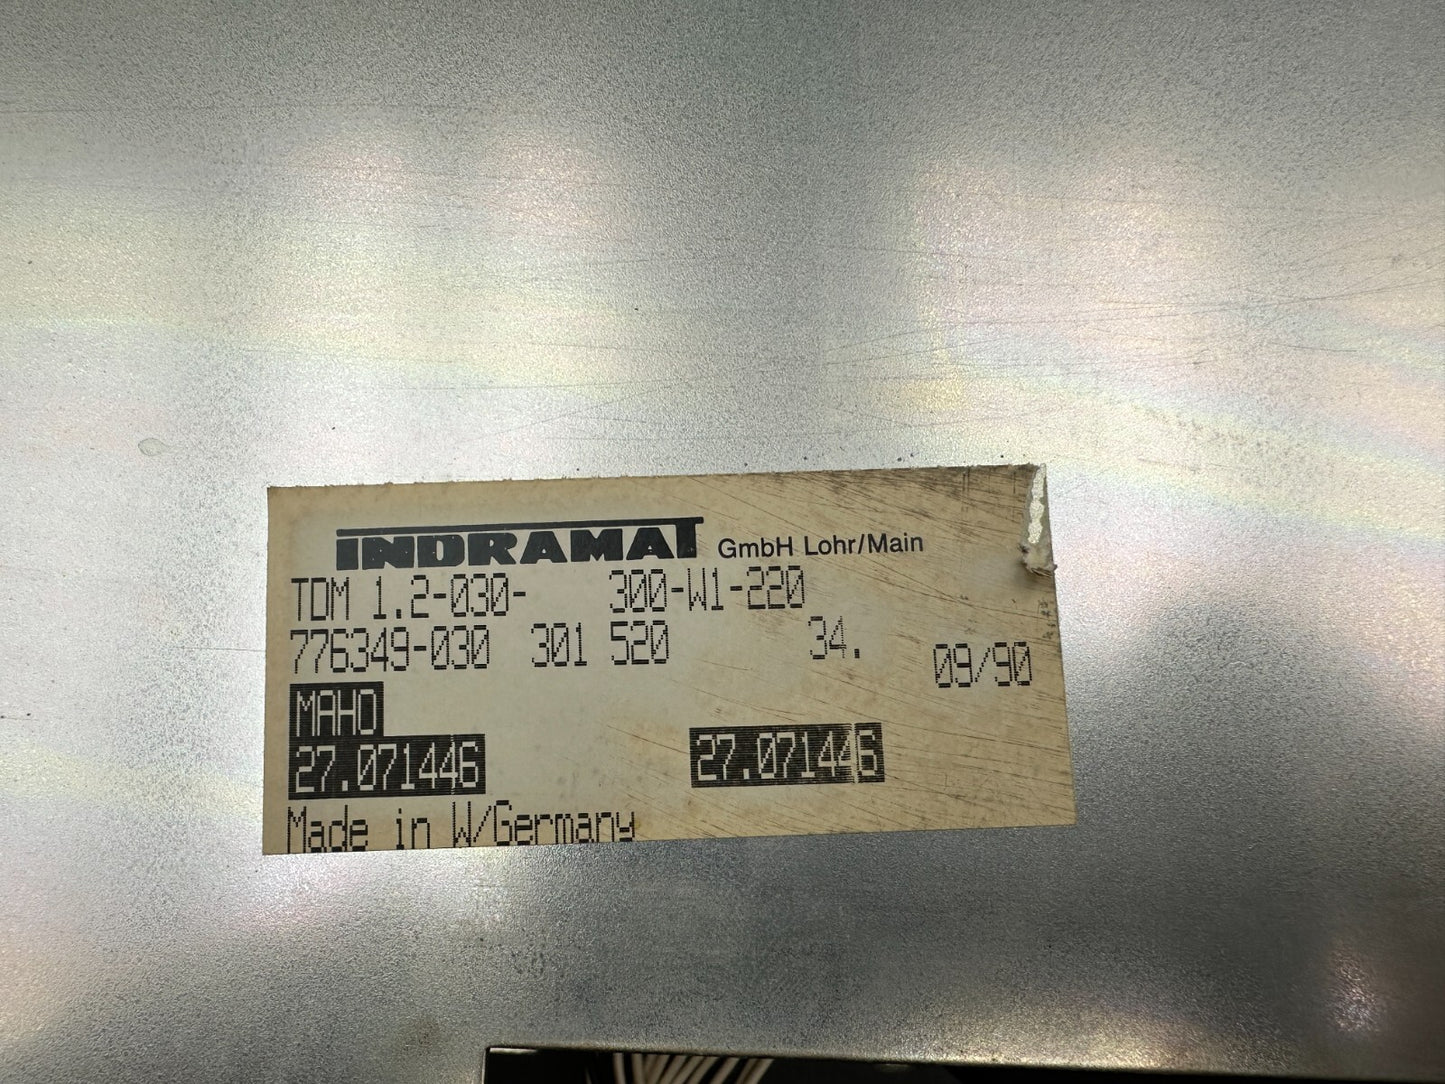 INDRAMAT GmbH Lohr/Main
TDM 1.2-030- 300-W1-220
776349-030 301 520 34. 09/90
MAHO
27.071446 27.071446
Made in W/Germany